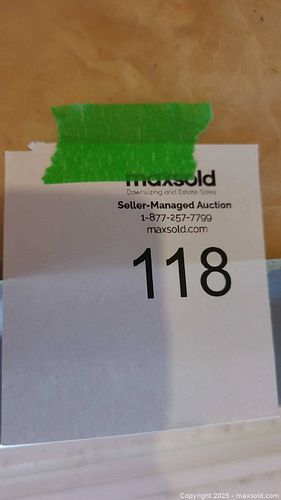 maxsold
Downsizing and Estate Sales
Seller-Managed Auction
1-877-257-7799
maxsold.com
118
Copyright 2025 - maxsold.com